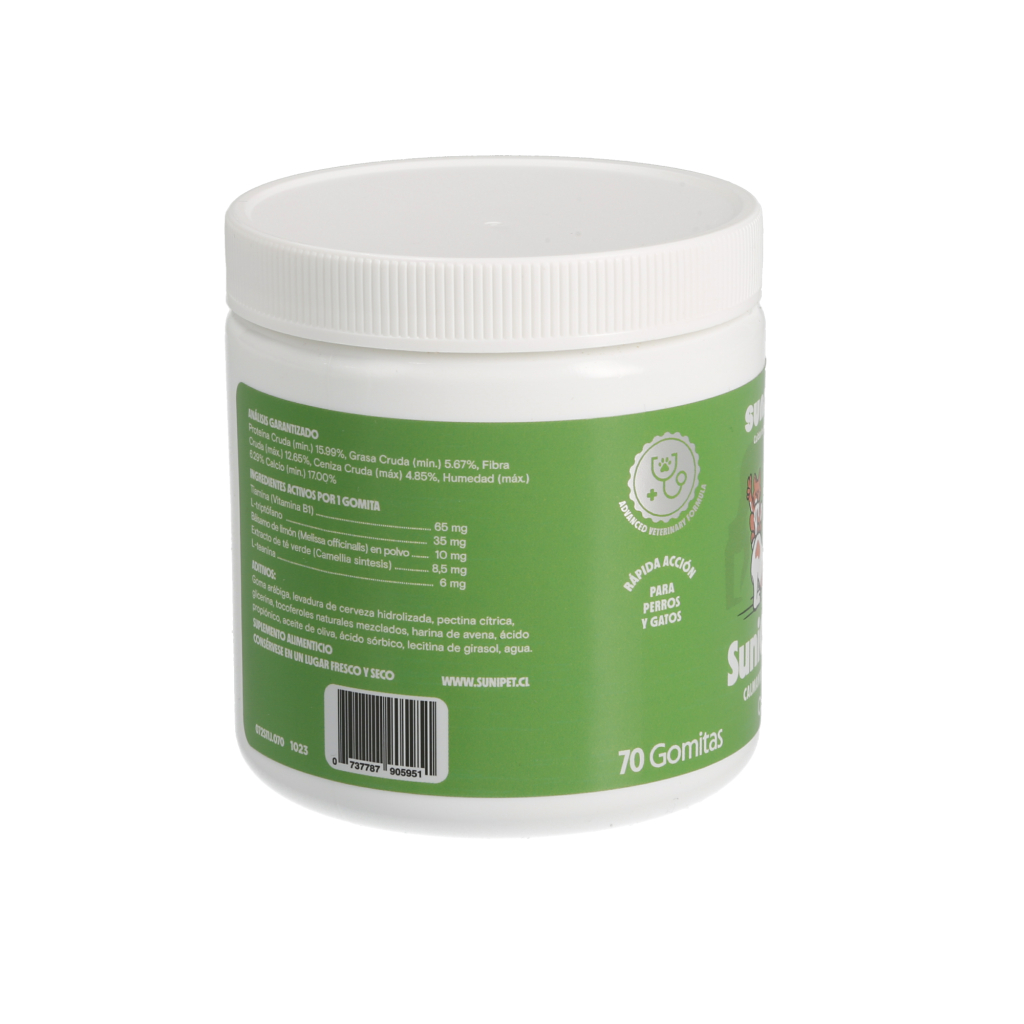 ANÁLISIS GARANTIZADO
Proteína Cruda (mín.) 15.99%, Grasa Cruda (mín.) 5.67%, Fibra
Cruda (máx.) 12.65%, Ceniza Cruda (máx) 4.85%, Humedad (máx.)
6.29% Calcio (mín.) 17.00%
INGREDIENTES ACTIVOS POR 1 GOMITA
Tiamina (Vitamina B1) 65 mg
L-triptófano 35 mg
Bálsamo de limón (Melissa officinalis) en polvo 10 mg
Extracto de té verde (Camellia sintesis) 8,5 mg
L-teanina 6 mg
ADITIVOS:
Goma arábiga, levadura de cerveza hidrolizada, pectina cítrica,
glicerina, tocoferoles naturales mezclados, harina de avena, ácido
propiónico, aceite de oliva, ácido sórbico, lecitina de girasol, agua.
SUPLEMENTO ALIMENTICIO
CONSÉRVESE EN UN LUGAR FRESCO Y SECO
WWW.SUNIPET.CL
1023
0 737787 905951
ADVANCED VETERINARY FORMULA
RÁPIDA ACCIÓN
PARA
PERROS
Y GATOS
70 Gomitas